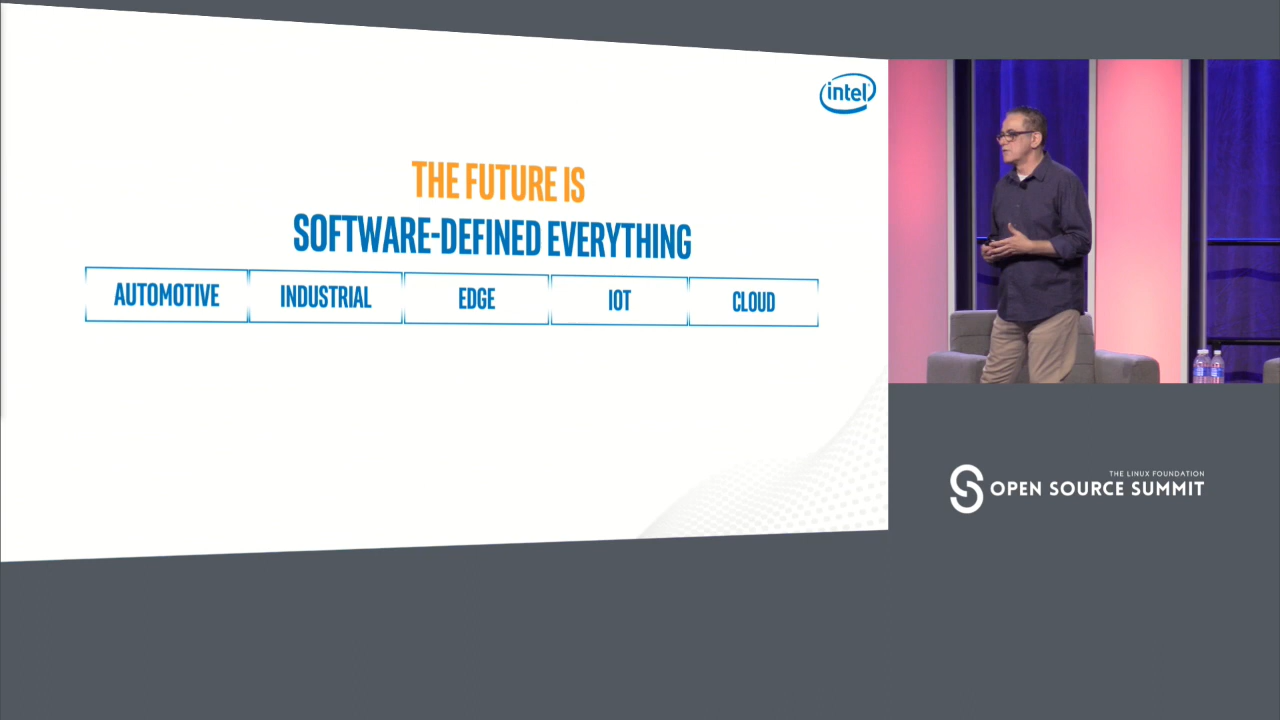 intel
THE FUTURE IS
SOFTWARE-DEFINED EVERYTHING
AUTOMOTIVE
INDUSTRIAL
EDGE
IOT
CLOUD
THE LINUX FOUNDATION
OPEN SOURCE SUMMIT